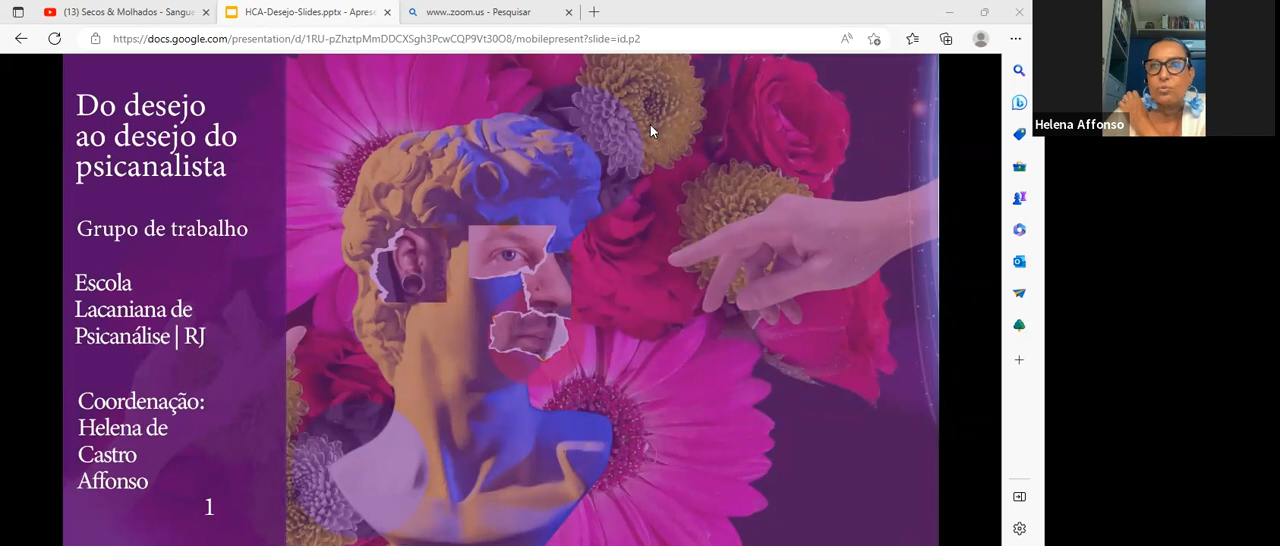 (13) Secos & Molhados - Sangue
HCA-Desejo-Slides.pptx - Aprese
www..zoom.us - Pesquisar
https://docs.google.com/presentation/d/1RU-pZhztpMmDDCXSgh3PcwCQP9Vt30O8/mobilepresent?slide=id.p2
Helena Affonso
Do desejo
ao desejo do
psicanalista
Grupo de trabalho
Escola
Lacaniana de
Psicanálise | RJ
Coordenação:
Helena de
Castro
Affonso
1